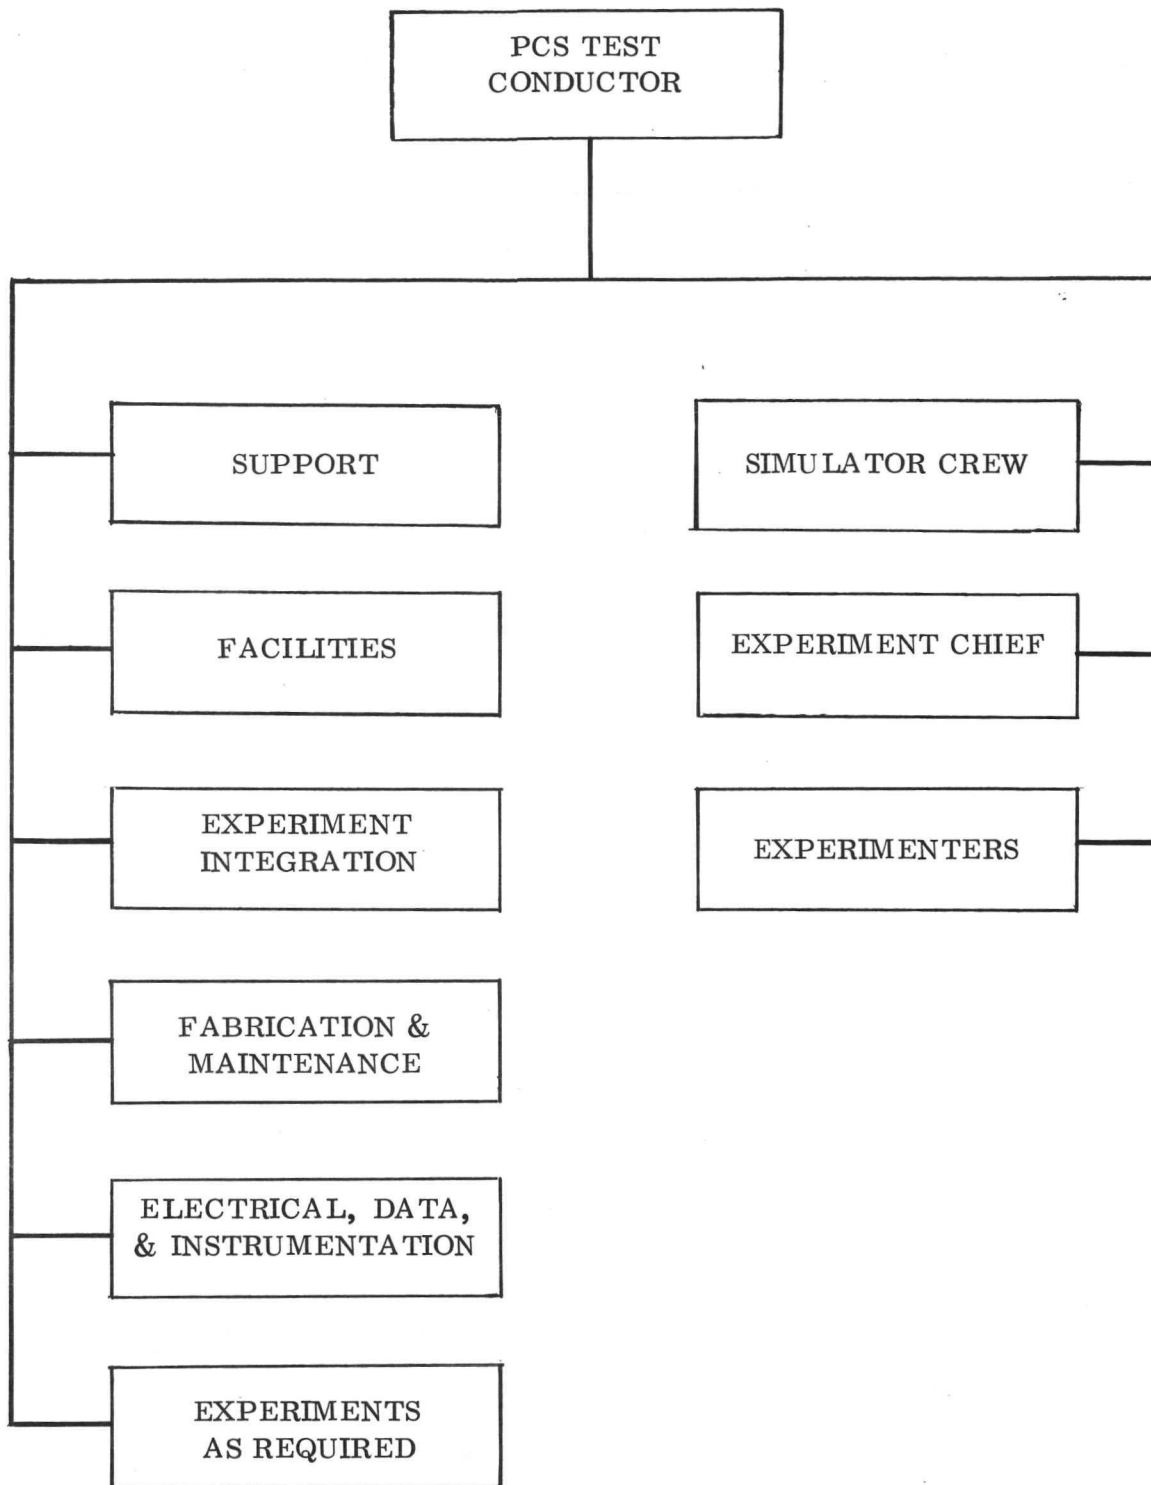 PCS TEST
CONDUCTOR
SUPPORT
FACILITIES
EXPERIMENT
INTEGRATION
FABRICATION &
MAINTENANCE
ELECTRICAL, DATA,
& INSTRUMENTATION
EXPERIMENTS
AS REQUIRED
SIMULATOR CREW
EXPERIMENT CHIEF
EXPERIMENTERS